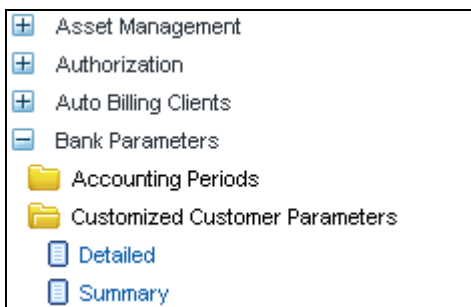 Asset Management
Authorization
Auto Billing Clients
Bank Parameters
Accounting Periods
Customized Customer Parameters
Detailed
Summary